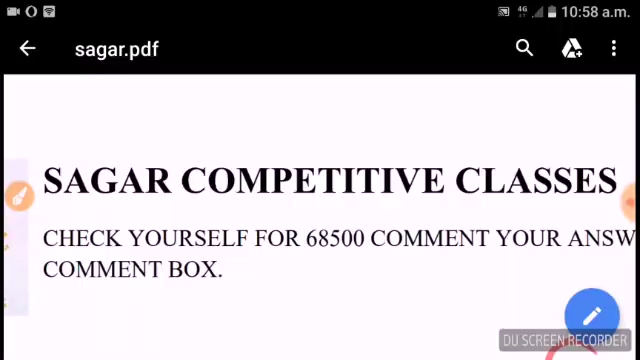 4G
10:58 a.m.
sagar.pdf
SAGAR COMPETITIVE CLASSES
CHECK YOURSELF FOR 68500 COMMENT YOUR ANSW
COMMENT BOX.
DU SCREEN RECORDER